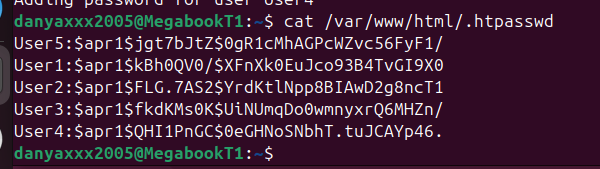 Adding password for user User4
danyaxxx2005@MegabookT1:~$ cat /var/www/html/.htpasswd
User5:$apr1$jgt7bJtZ$0gR1cMhAGPcWZvc56FyF1/
User1:$apr1$kBh0QV0/$XFnXk0EuJco93B4TvGI9X0
User2:$apr1$FLG.7AS2$YrdKtlNpp8BIAwD2g8ncT1
User3:$apr1$fkdKMs0K$UiNUmqDo0wmnyxrQ6MHZn/
User4:$apr1$QHI1PnGC$0eGHNoSNbhT.tuJCAYp46.
danyaxxx2005@MegabookT1:~$